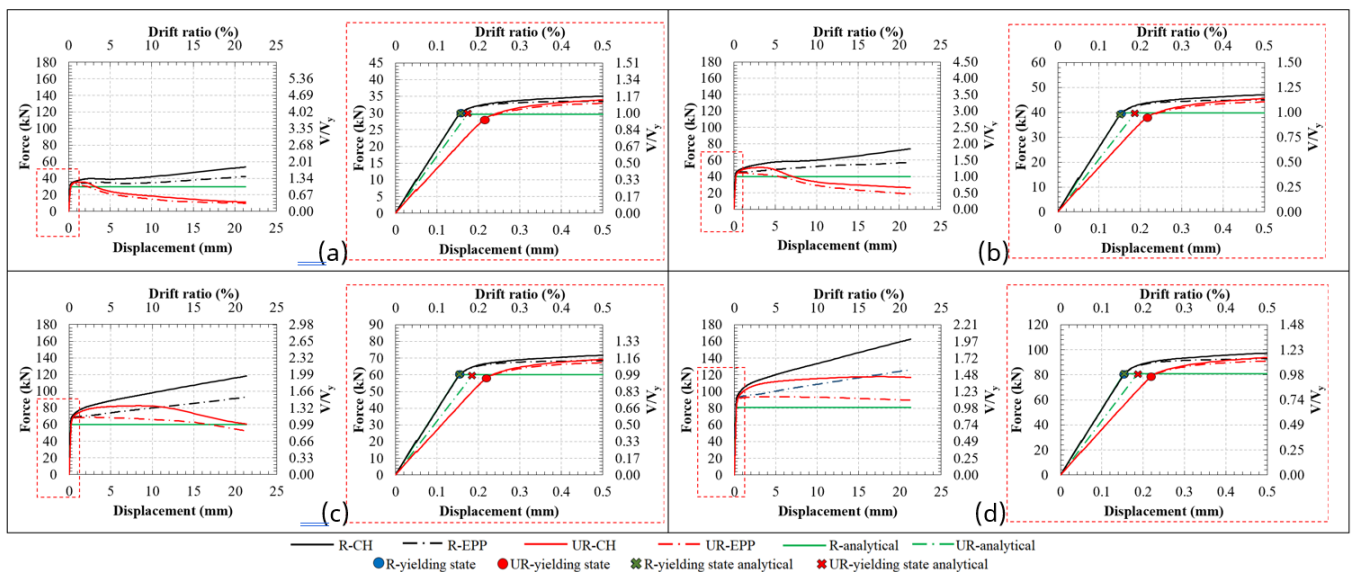 Drift ratio (%)
0 5 10 15 20 25
Force (kN)
180
160
140
120
100
80
60
40
20
0
5.36
4.69
4.02
3.35
2.68
2.01
1.34
0.67
0.00
V/Vy
0 5 10 15 20 25
Displacement (mm)
Drift ratio (%)
0 0.1 0.2 0.3 0.4 0.5
Force (kN)
45
40
35
30
25
20
15
10
5
0
1.51
1.34
1.17
1.00
0.84
0.67
0.50
0.33
0.17
0.00
V/Vy
0 0.1 0.2 0.3 0.4 0.5
Displacement (mm)
(a)
Drift ratio (%)
0 5 10 15 20 25
Force (kN)
180
160
140
120
100
80
60
40
20
0
4.50
4.00
3.50
3.00
2.50
2.00
1.50
1.00
0.50
0.00
V/Vy
0 5 10 15 20 25
Displacement (mm)
Drift ratio (%)
0 0.1 0.2 0.3 0.4 0.5
Force (kN)
60
50
40
30
20
10
0
1.50
1.25
1.00
0.75
0.50
0.25
0.00
V/Vy
0 0.1 0.2 0.3 0.4 0.5
Displacement (mm)
(b)
Drift ratio (%)
0 5 10 15 20 25
Force (kN)
180
160
140
120
100
80
60
40
20
0
2.98
2.65
2.32
1.99
1.66
1.32
0.99
0.66
0.33
0.00
V/Vy
0 5 10 15 20 25
Displacement (mm)
Drift ratio (%)
0 0.1 0.2 0.3 0.4 0.5
Force (kN)
90
80
70
60
50
40
30
20
10
0
1.33
1.16
0.99
0.83
0.66
0.50
0.33
0.17
0.00
V/Vy
0 0.1 0.2 0.3 0.4 0.5
Displacement (mm)
(c)
Drift ratio (%)
0 5 10 15 20 25
Force (kN)
180
160
140
120
100
80
60
40
20
0
2.21
1.97
1.72
1.48
1.23
0.98
0.74
0.49
0.25
0.00
V/Vy
0 5 10 15 20 25
Displacement (mm)
Drift ratio (%)
0 0.1 0.2 0.3 0.4 0.5
Force (kN)
120
100
80
60
40
20
0
1.48
1.23
0.98
0.74
0.49
0.25
0.00
V/Vy
0 0.1 0.2 0.3 0.4 0.5
Displacement (mm)
(d)
R-CH R-EPP UR-CH UR-EPP R-analytical UR-analytical
R-yielding state UR-yielding state R-yielding state analytical UR-yielding state analytical